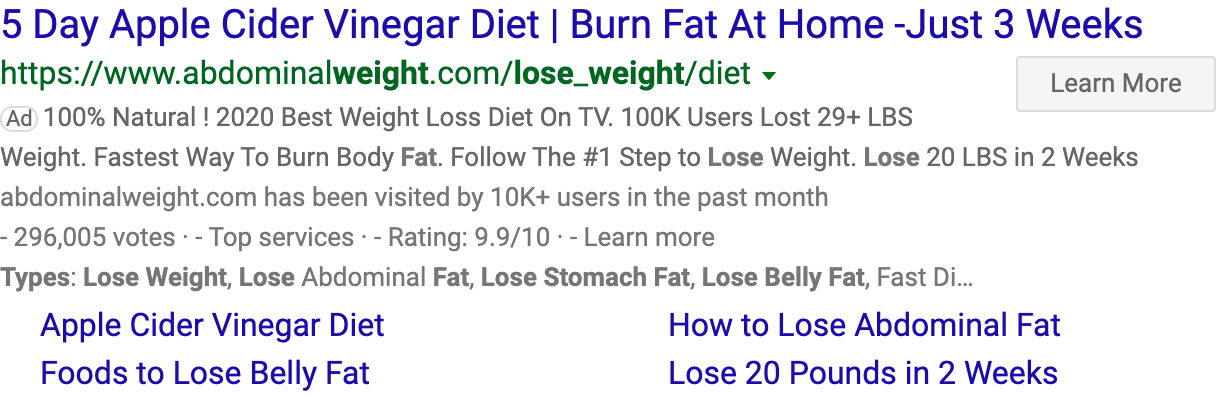 5 Day Apple Cider Vinegar Diet | Burn Fat At Home -Just 3 Weeks
https://www.abdominalweight.com/lose_weight/diet
Learn More
Ad 100% Natural ! 2020 Best Weight Loss Diet On TV. 100K Users Lost 29+ LBS
Weight. Fastest Way To Burn Body Fat. Follow The #1 Step to Lose Weight. Lose 20 LBS in 2 Weeks
abdominalweight.com has been visited by 10K+ users in the past month
- 296,005 votes · - Top services · - Rating: 9.9/10 · - Learn more
Types: Lose Weight, Lose Abdominal Fat, Lose Stomach Fat, Lose Belly Fat, Fast Di...
Apple Cider Vinegar Diet
How to Lose Abdominal Fat
Foods to Lose Belly Fat
Lose 20 Pounds in 2 Weeks